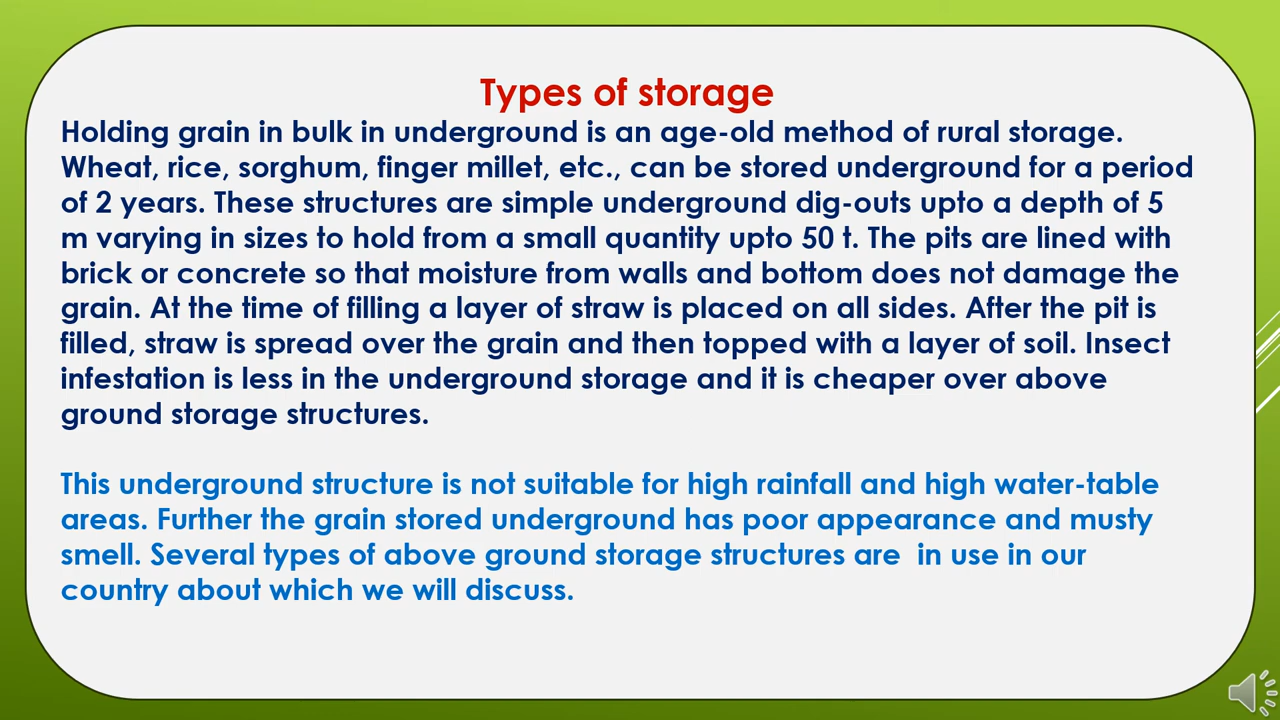 Types of storage
Holding grain in bulk in underground is an age-old method of rural storage.
Wheat, rice, sorghum, finger millet, etc., can be stored underground for a period
of 2 years. These structures are simple underground dig-outs upto a depth of 5
m varying in sizes to hold from a small quantity upto 50 t. The pits are lined with
brick or concrete so that moisture from walls and bottom does not damage the
grain. At the time of filling a layer of straw is placed on all sides. After the pit is
filled, straw is spread over the grain and then topped with a layer of soil. Insect
infestation is less in the underground storage and it is cheaper over above
ground storage structures.
This underground structure is not suitable for high rainfall and high water-table
areas. Further the grain stored underground has poor appearance and musty
smell. Several types of above ground storage structures are  in use in our
country about which we will discuss.